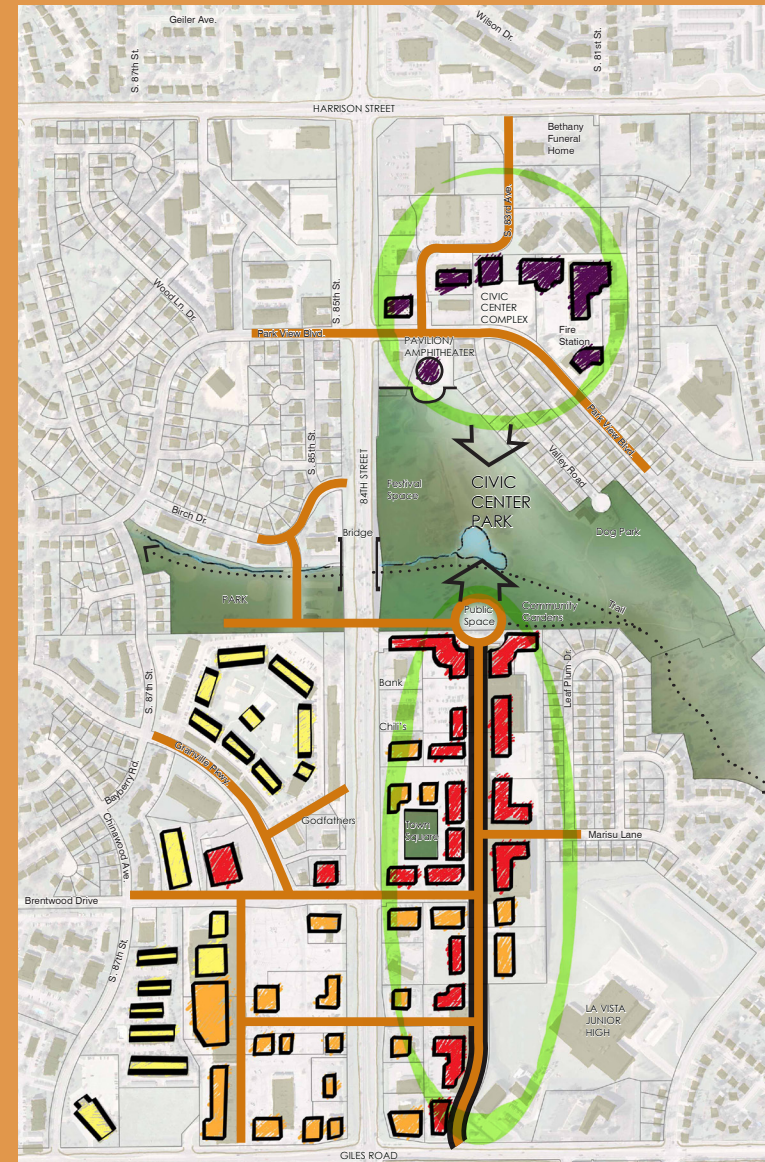 Geiler Ave.
Wilson Dr.
S. 81st St.
S. 87th St.
HARRISON STREET
Bethany
Funeral
Home
S. 83rd Ave.
Wood Ln. Dr.
S. 85th St.
CIVIC
CENTER
COMPLEX
Fire
Station
Park View Blvd.
PAVILION/
AMPHITHEATER
Park View Blvd.
S. 85th St.
84TH STREET
Valley Road
Festival
Space
CIVIC
CENTER
PARK
Birch Dr.
Bridge
Dog Park
PARK
Public
Space
Community
Gardens
Trail
S. 87th St.
Bank
Leaf Plum Dr.
Chili's
Granville Pkwy.
Bayberry Rd.
Chinawood Ave.
Godfathers
Town
Square
Marisu Lane
Brentwood Drive
S. 87th St.
LA VISTA
JUNIOR
HIGH
GILES ROAD